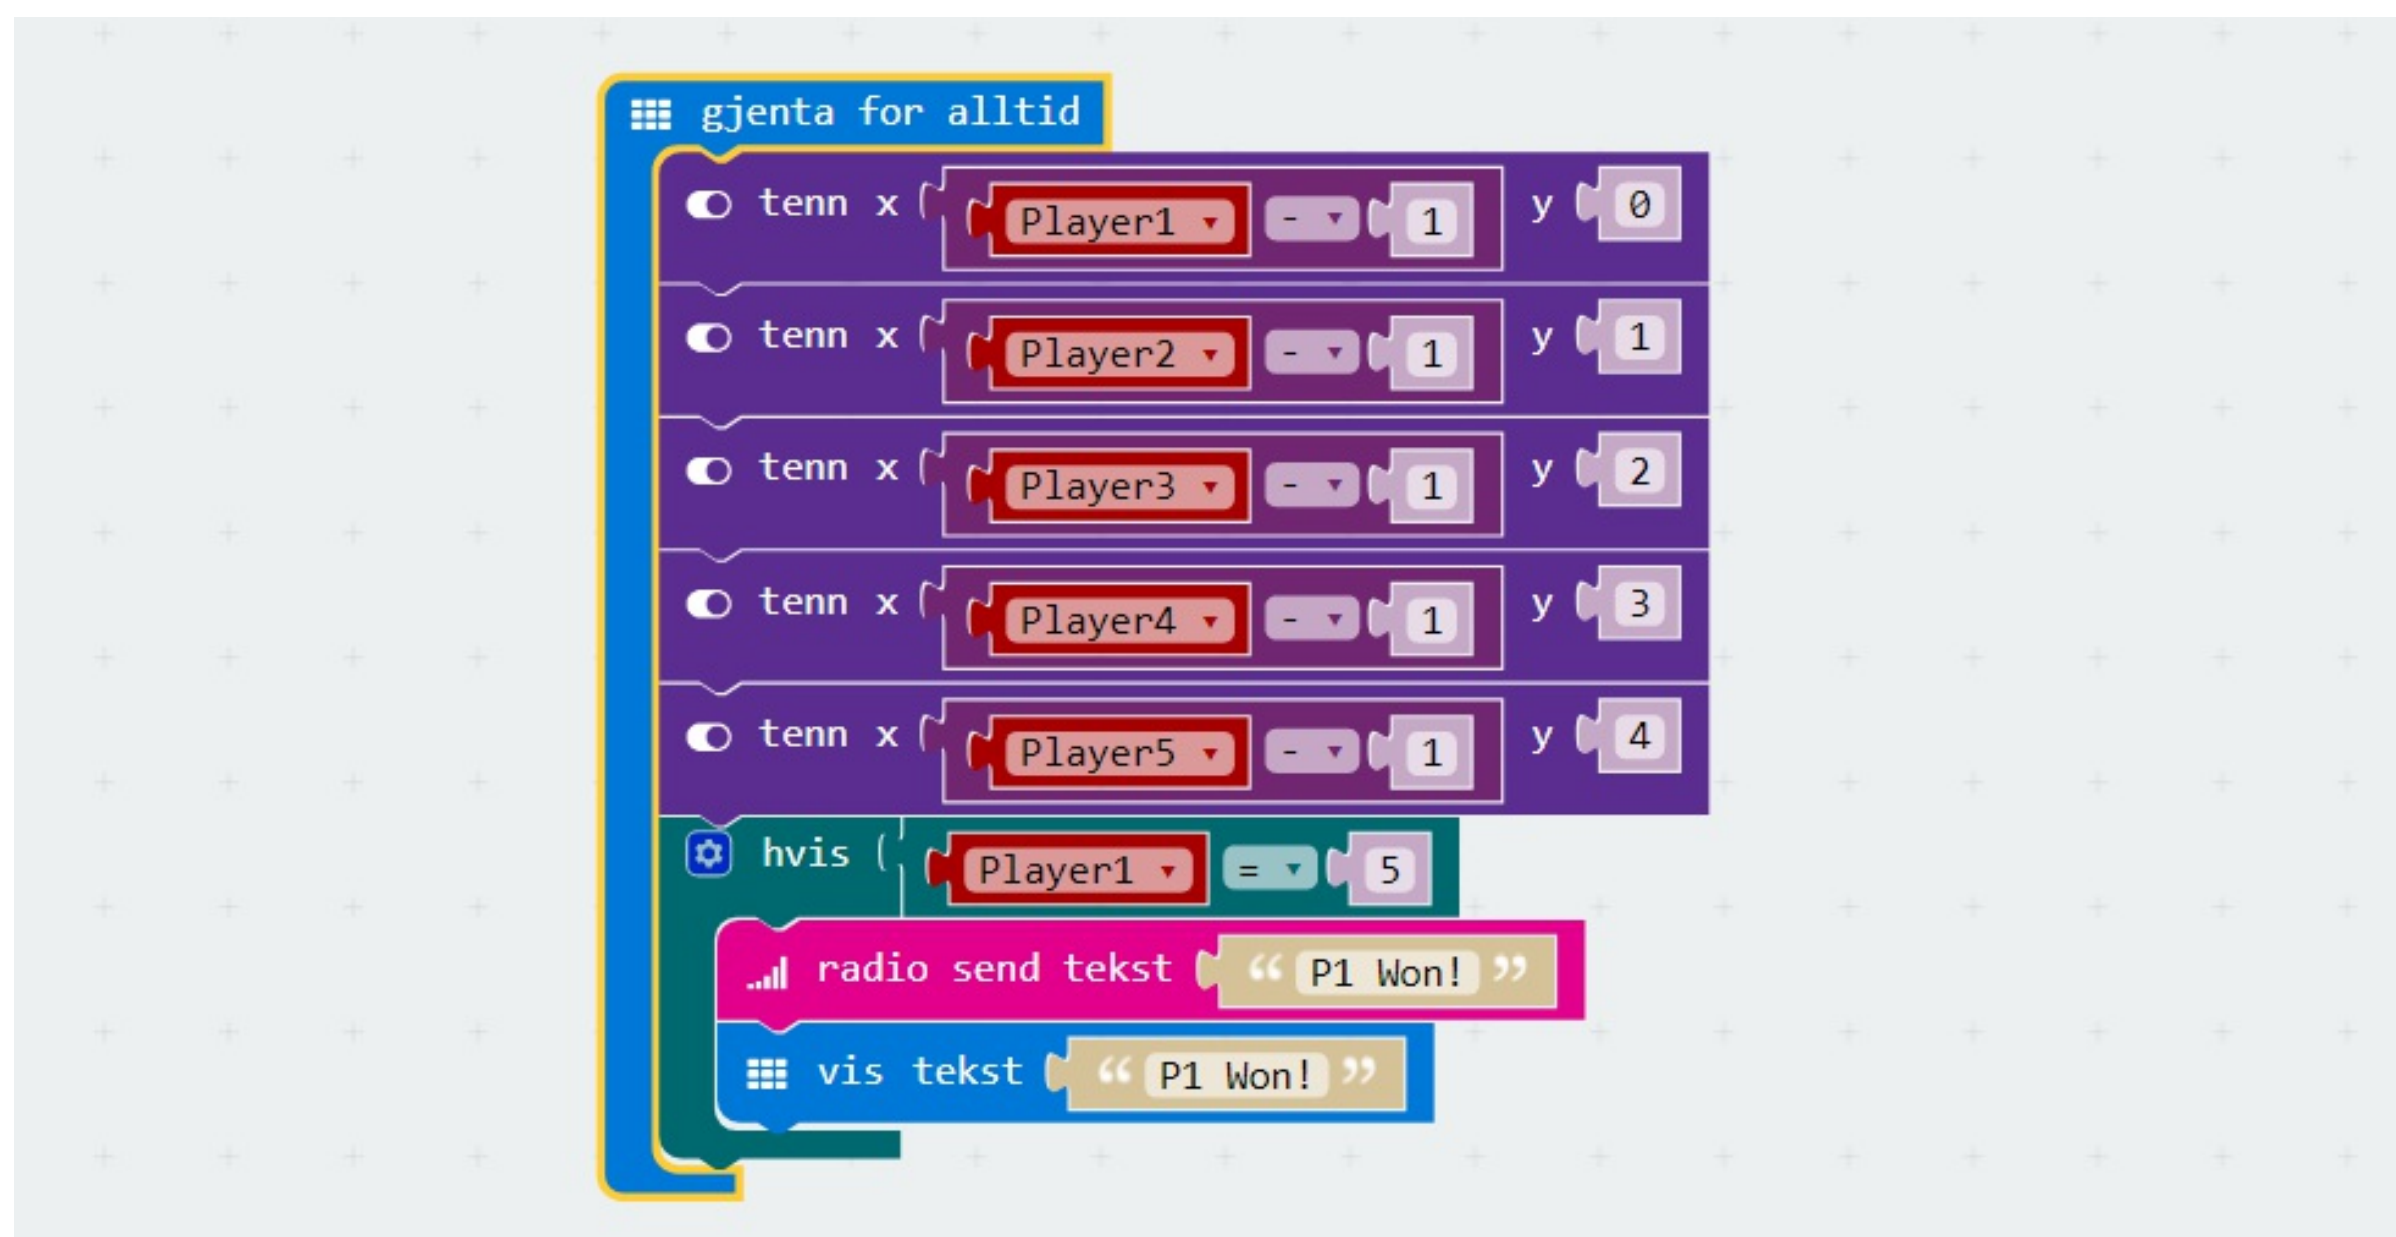 gjenta for alltid
tenn x Player1 - 1 y 0
tenn x Player2 - 1 y 1
tenn x Player3 - 1 y 2
tenn x Player4 - 1 y 3
tenn x Player5 - 1 y 4
hvis Player1 = 5
radio send tekst “ P1 Won! ”
vis tekst “ P1 Won! ”